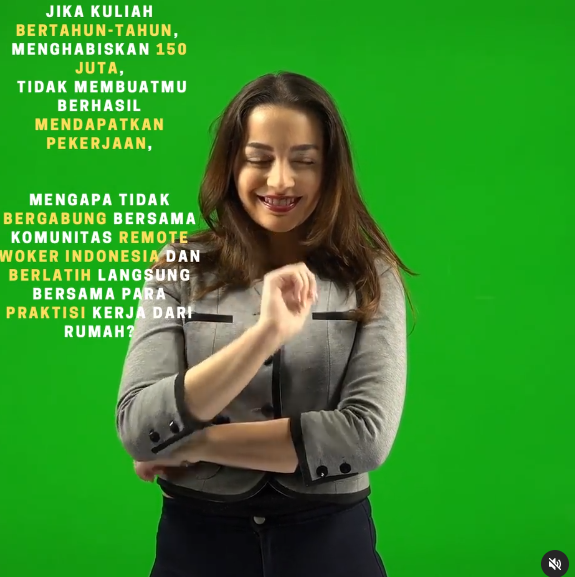 JIKA KULIAH
BERTAHUN-TAHUN,
MENGHABISKAN 150
JUTA,
TIDAK MEMBUATMU
BERHASIL
MENDAPATKAN
PEKERJAAN,
MENGAPA TIDAK
BERGABUNG BERSAMA
KOMUNITAS REMOTE
WOKER INDONESIA DAN
BERLATIH LANGSUNG
BERSAMA PARA
PRAKTISI KERJA DARI
RUMAH?